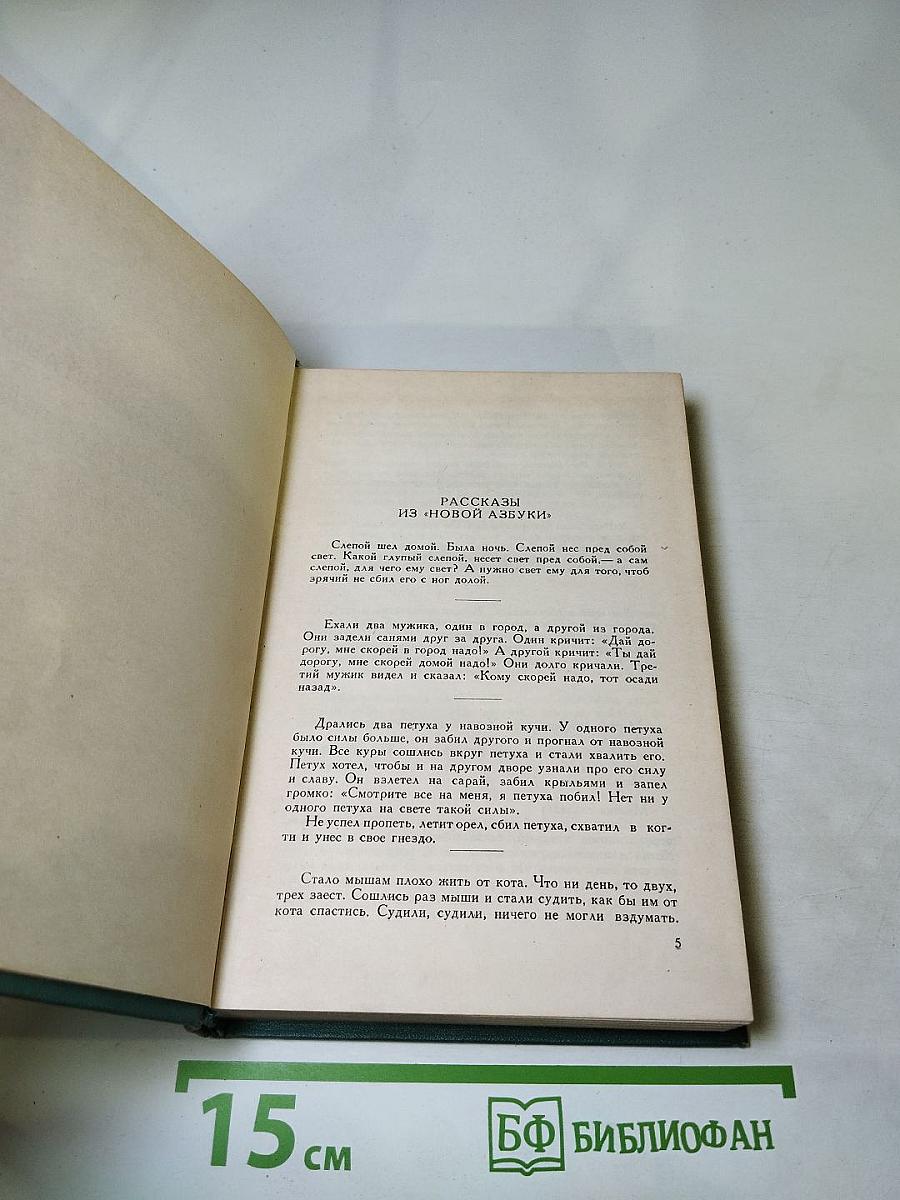 РАССКАЗЫ
ИЗ «НОВОЙ АЗБУКИ»
Слепой шел домой. Была ночь. Слепой нес пред собой
свет. Какой глупый слепой, несет свет пред собой,— а сам
слепой, для чего ему свет? А нужно свет ему для того, чтоб
зрячий не сбил его с ног долой.
Ехали два мужика, один в город, а другой из города.
Они задели санями друг за друга. Один кричит: «Дай до-
рогу, мне скорей в город надо!» А другой кричит: «Ты дай
дорогу, мне скорей домой надо!» Они долго кричали. Тре-
тий мужик видел и сказал: «Кому скорей надо, тот осади
назад».
Дрались два петуха у навозной кучи. У одного петуха
было силы больше, он забил другого и прогнал от навозной
кучи. Все куры сошлись вкруг петуха и стали хвалить его.
Петух хотел, чтобы и на другом дворе узнали про его силу
и славу. Он взлетел на сарай, забил крыльями и запел
громко: «Смотрите все на меня, я петуха побил! Нет ни у
одного петуха на свете такой силы».
Не успел пропеть, летит орел, сбил петуха, схватил в ког-
ти и унес в свое гнездо.
Стало мышам плохо жить от кота. Что ни день, то двух,
трех заест. Сошлись раз мыши и стали судить, как бы им от
кота спастись. Судили, судили, ничего не могли вздумать.
5
15 см
БФ БИБЛИОФАН